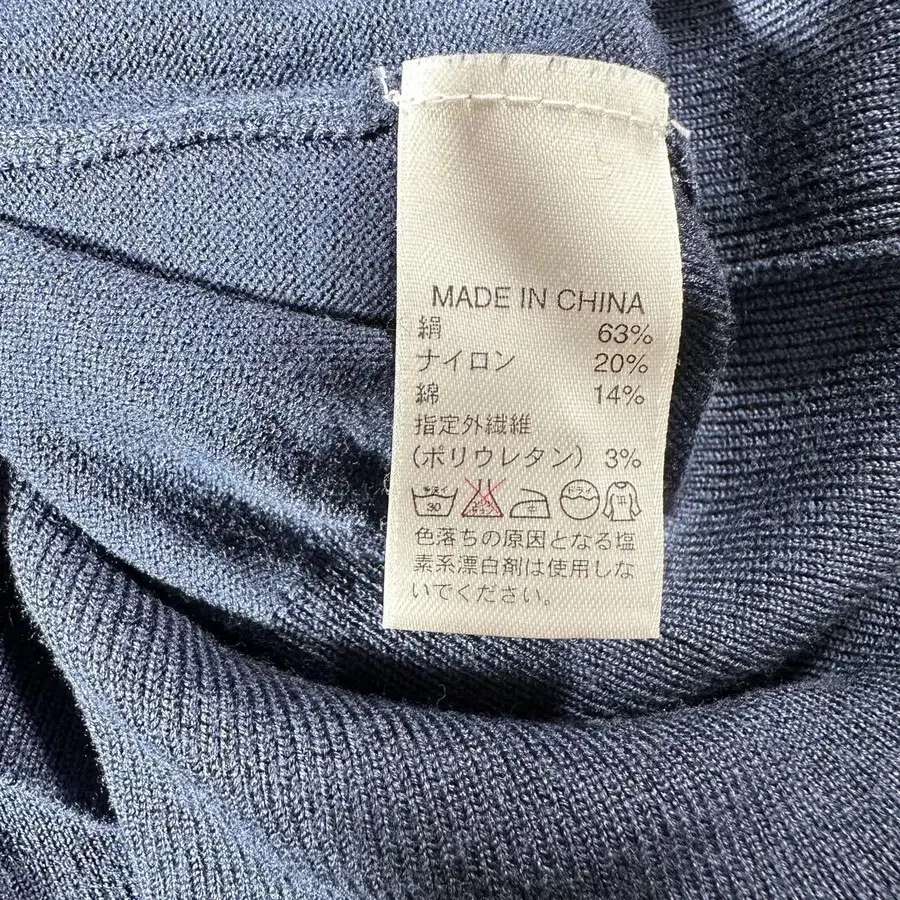 MADE IN CHINA
絹 63%
ナイロン 20%
綿 14%
指定外繊維
(ポリウレタン) 3%
30
色落ちの原因となる塩
素系漂白剤は使用しな
いでください。